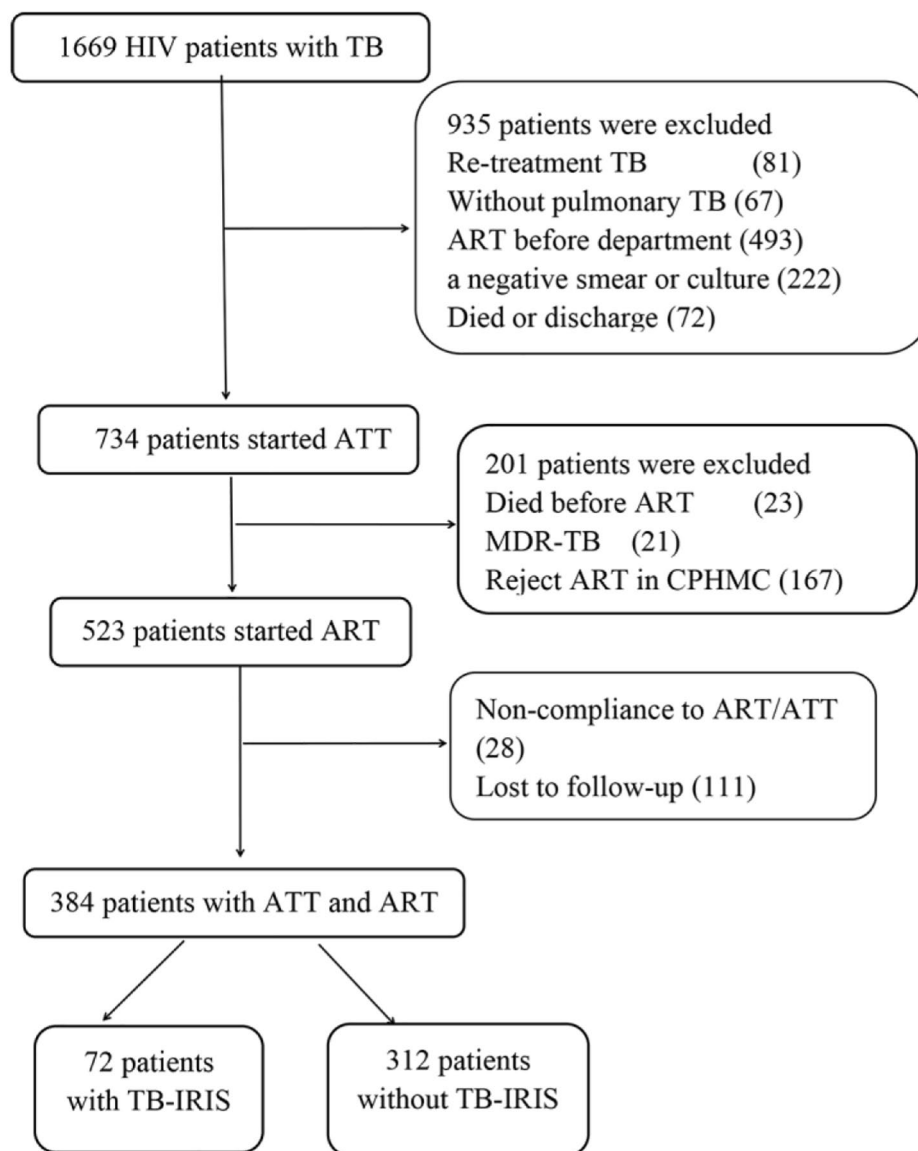 1669 HIV patients with TB
935 patients were excluded
Re-treatment TB (81)
Without pulmonary TB (67)
ART before department (493)
a negative smear or culture (222)
Died or discharge (72)
734 patients started ATT
201 patients were excluded
Died before ART (23)
MDR-TB (21)
Reject ART in CPHMC (167)
523 patients started ART
Non-compliance to ART/ATT
(28)
Lost to follow-up (111)
384 patients with ATT and ART
72 patients
with TB-IRIS
312 patients
without TB-IRIS